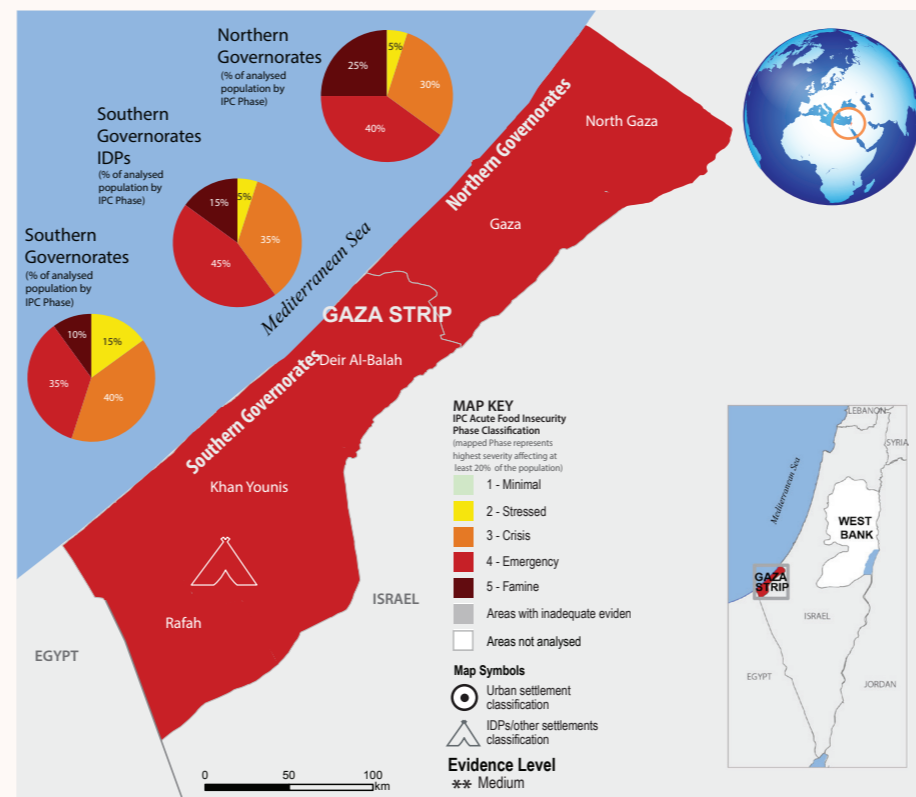 Northern
Governorates
(% of analysed
population by
IPC Phase)
5%
25%
30%
40%
Southern
Governorates
IDPs
(% of analysed
population by
IPC Phase)
5%
15%
35%
45%
Southern
Governorates
(% of analysed
population by
IPC Phase)
10%
15%
35%
40%
Mediterranean Sea
Northern Governorates
North Gaza
Gaza
GAZA STRIP
Deir Al-Balah
Southern Governorates
Khan Younis
Rafah
ISRAEL
EGYPT
0 50 100
km
MAP KEY
IPC Acute Food Insecurity
Phase Classification
(mapped Phase represents
highest severity affecting at
least 20% of the population)
1 - Minimal
2 - Stressed
3 - Crisis
4 - Emergency
5 - Famine
Areas with inadequate eviden
Areas not analysed
Map Symbols
Urban settlement
classification
IDPs/other settlements
classification
Evidence Level
** Medium
LEBANON
SYRIA
Mediterranean Sea
WEST
BANK
GAZA
STRIP
ISRAEL
EGYPT
JORDAN